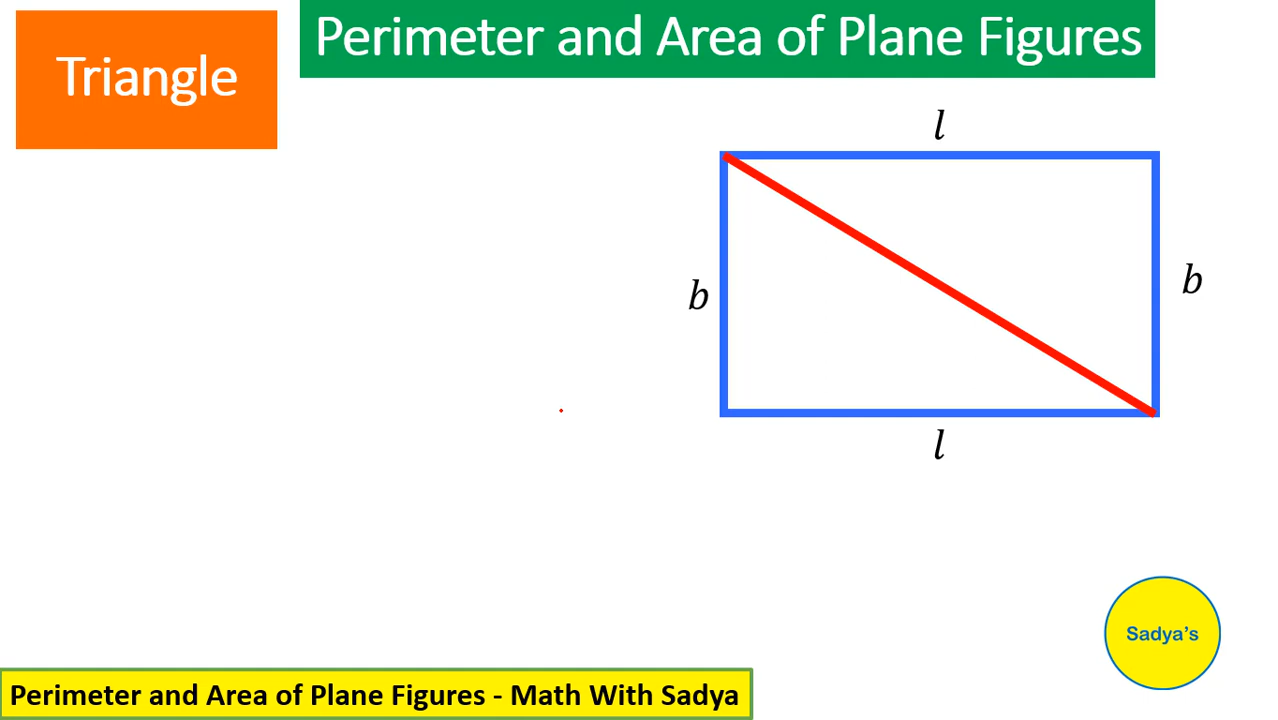 Triangle
Perimeter and Area of Plane Figures
l
b
b
l
Sadya's
Perimeter and Area of Plane Figures - Math With Sadya